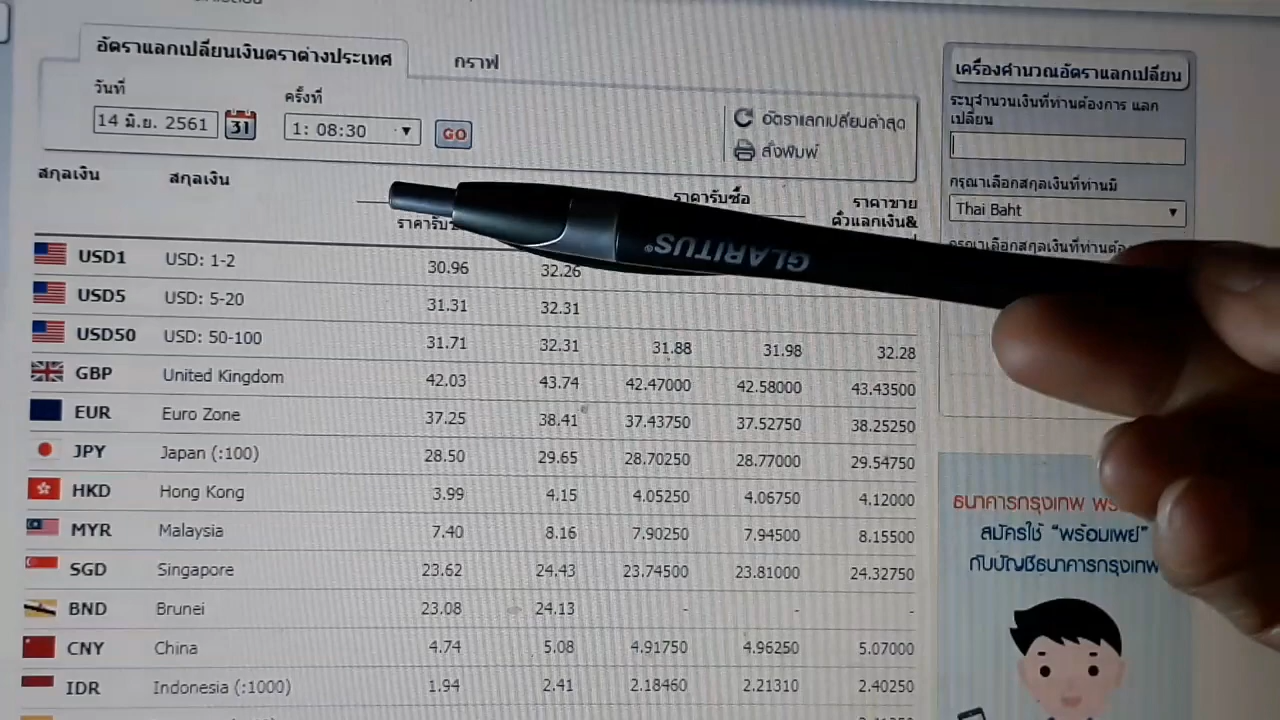 อัตราแลกเปลี่ยนเงินตราต่างประเทศ
กราฟ
วันที่
ครั้งที่
14 มิ.ย. 2561
31
1: 08:30
GO
อัตราแลกเปลี่ยนล่าสุด
สั่งพิมพ์
สกุลเงิน สกุลเงิน
ราคารับซื้อ
ราคาขาย
ตั๋วแลกเงิน&
GLARITUS
USD1 USD: 1-2 30.96 32.26
USD5 USD: 5-20 31.31 32.31
USD50 USD: 50-100 31.71 32.31 31.88 31.98 32.28
GBP United Kingdom 42.03 43.74 42.47000 42.58000 43.43500
EUR Euro Zone 37.25 38.41 37.43750 37.52750 38.25250
JPY Japan (:100) 28.50 29.65 28.70250 28.77000 29.54750
HKD Hong Kong 3.99 4.15 4.05250 4.06750 4.12000
MYR Malaysia 7.40 8.16 7.90250 7.94500 8.15500
SGD Singapore 23.62 24.43 23.74500 23.81000 24.32750
BND Brunei 23.08 24.13 - - -
CNY China 4.74 5.08 4.91750 4.96250 5.07000
IDR Indonesia (:1000) 1.94 2.41 2.18460 2.21310 2.40250
เครื่องคำนวณอัตราแลกเปลี่ยน
ระบุจำนวนเงินที่ท่านต้องการ แลก
เปลี่ยน
กรุณาเลือกสกุลเงินที่ท่านมี
Thai Baht
ธนาคารกรุงเทพ
สมัครใช้ "พร้อมเพย์"
กับบัญชีธนาคารกรุงเทพ